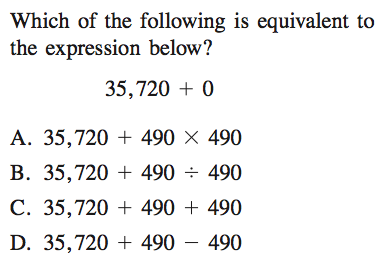 Which of the following is equivalent to
the expression below?
35,720 + 0
A. 35,720 + 490 × 490
B. 35,720 + 490 ÷ 490
C. 35,720 + 490 + 490
D. 35,720 + 490 − 490